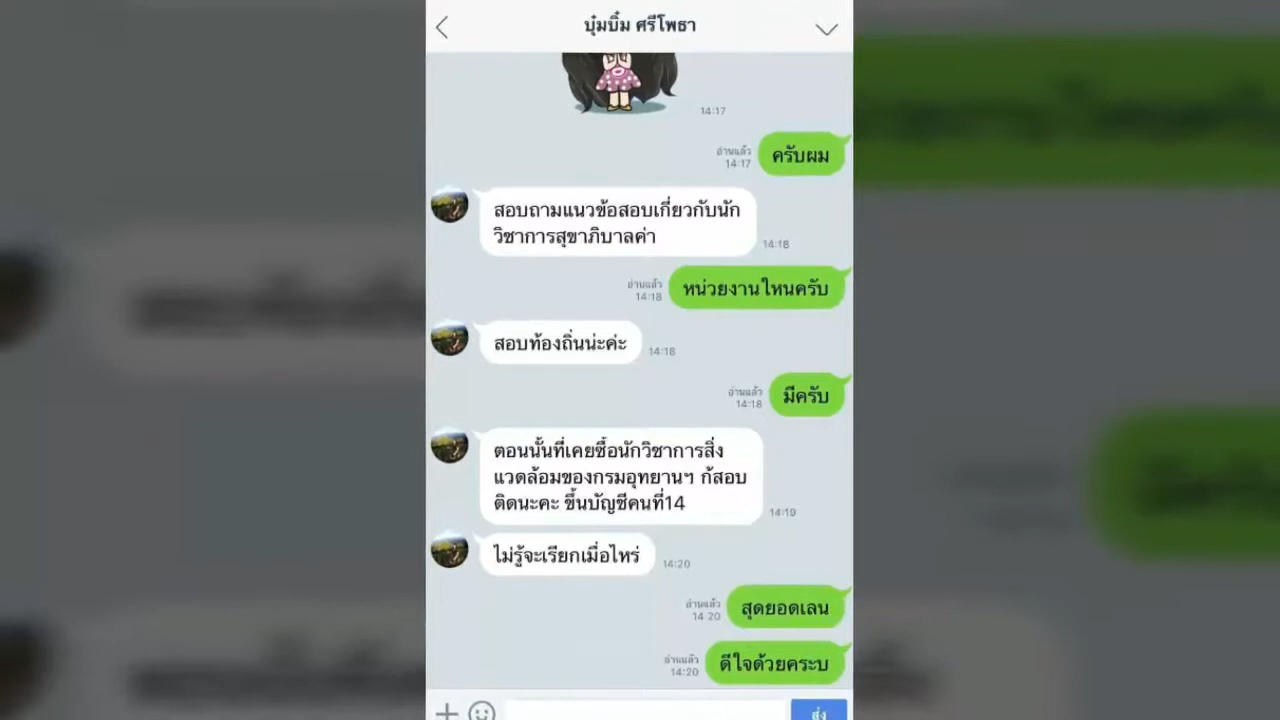 บุ๋มบิ๋ม ศรีโพธา
14:17
ครับผม
อ่านแล้ว
14:17
สอบถามแนวข้อสอบเกี่ยวกับนัก
วิชาการสุขาภิบาลค่า
14:18
หน่วยงานใหนครับ
อ่านแล้ว
14:18
สอบท้องถิ่นน่ะค่ะ
14:18
มีครับ
อ่านแล้ว
14:18
ตอนนั้นที่เคยซื้อนักวิชาการสิ่ง
แวดล้อมของกรมอุทยานฯ ก้สอบ
ติดนะคะ ขึ้นบัญชีคนที่14
14:19
ไม่รู้จะเรียกเมื่อไหร่
14:20
สุดยอดเลน
อ่านแล้ว
14:20
ดีใจด้วยคระบ
อ่านแล้ว
14:20
ส่ง